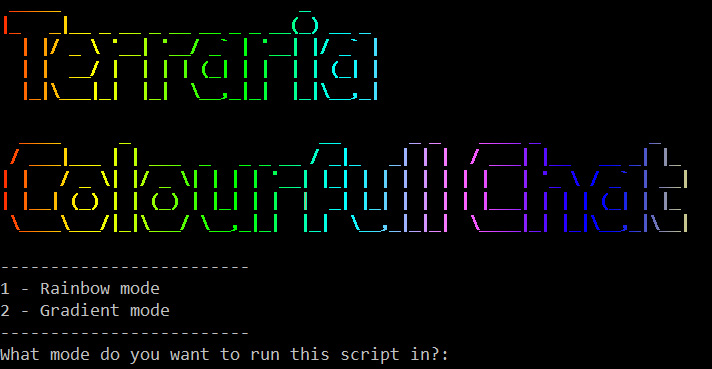 Terraria
Colourfull Chat
-------------------------
1 - Rainbow mode
2 - Gradient mode
-------------------------
What mode do you want to run this script in?: